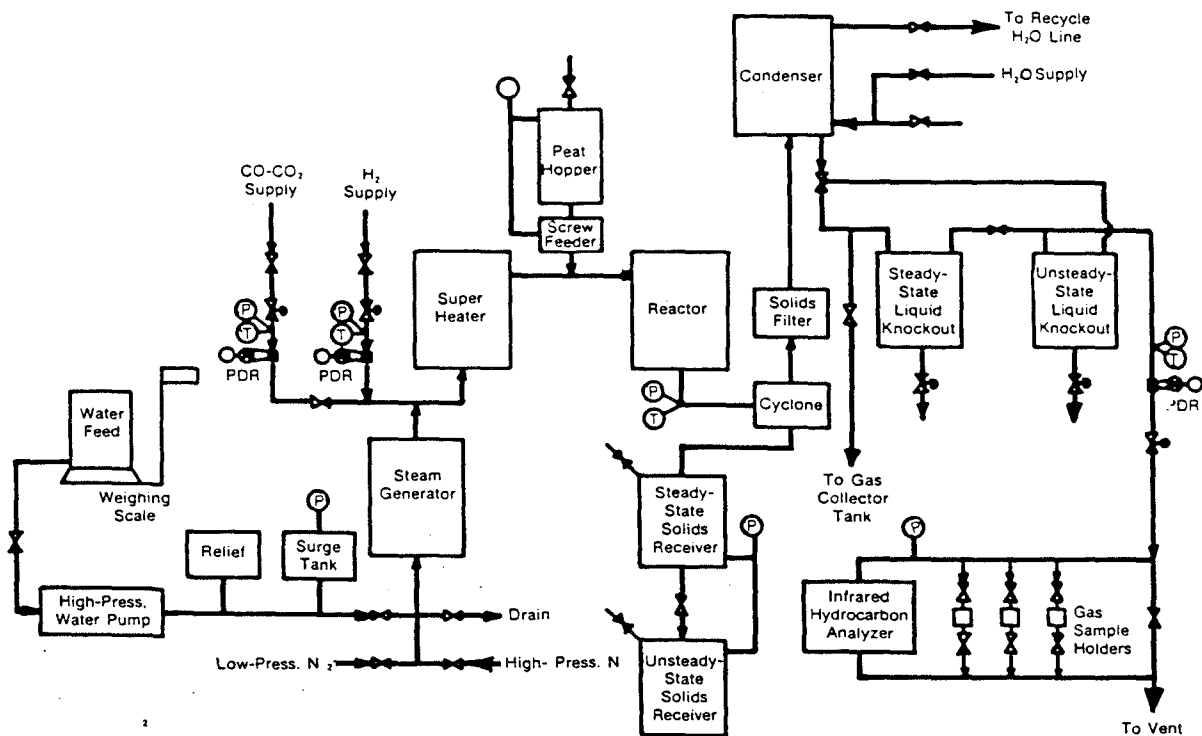 To Recycle
H₂O Line
Condenser
H₂O Supply
Peat
Hopper
CO-CO₂
Supply
H₂
Supply
Screw
Feeder
Super
Heater
Reactor
Solids
Filter
Steady-
State
Liquid
Knockout
Unsteady-
State
Liquid
Knockout
P
T
P
T
P
T
PDR
PDR
.PDR
P
T
Cyclone
Water
Feed
Weighing
Scale
Steam
Generator
To Gas
Collector
Tank
P
Steady-
State
Solids
Receiver
P
P
Relief
Surge
Tank
High-Press.
Water Pump
Drain
Infrared
Hydrocarbon
Analyzer
Gas
Sample
Holders
Low-Press. N₂
High- Press. N
Unsteady-
State
Solids
Receiver
To Vent
2